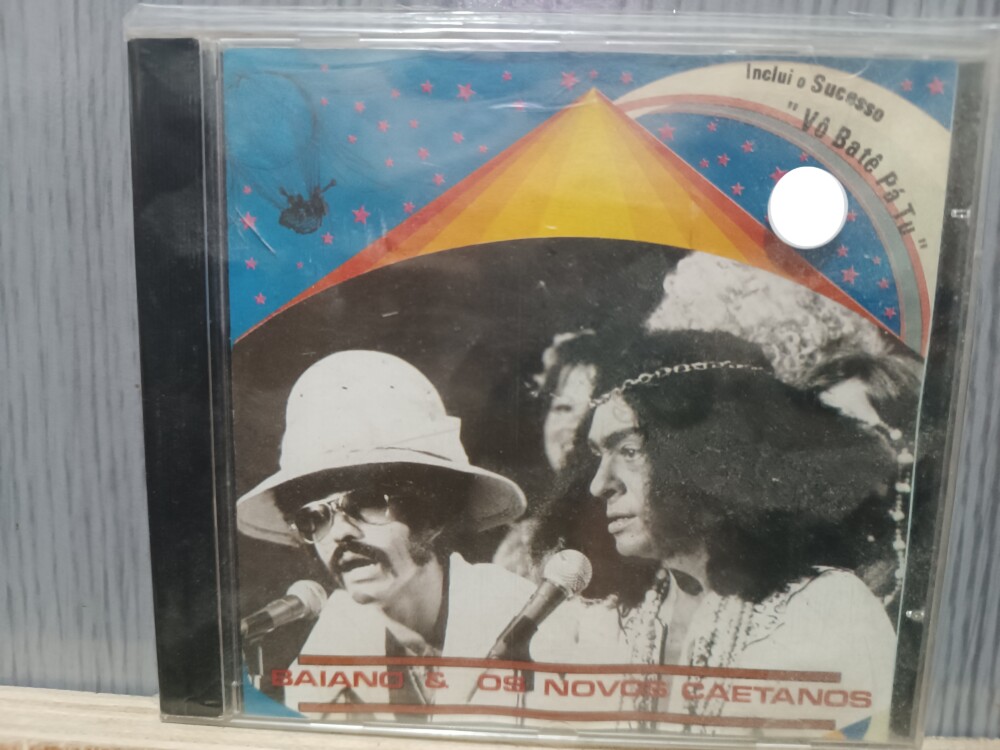 Inclui o Sucesso
"Vô Batê Pá Tu"
BAIANO & OS NOVOS CAETANOS